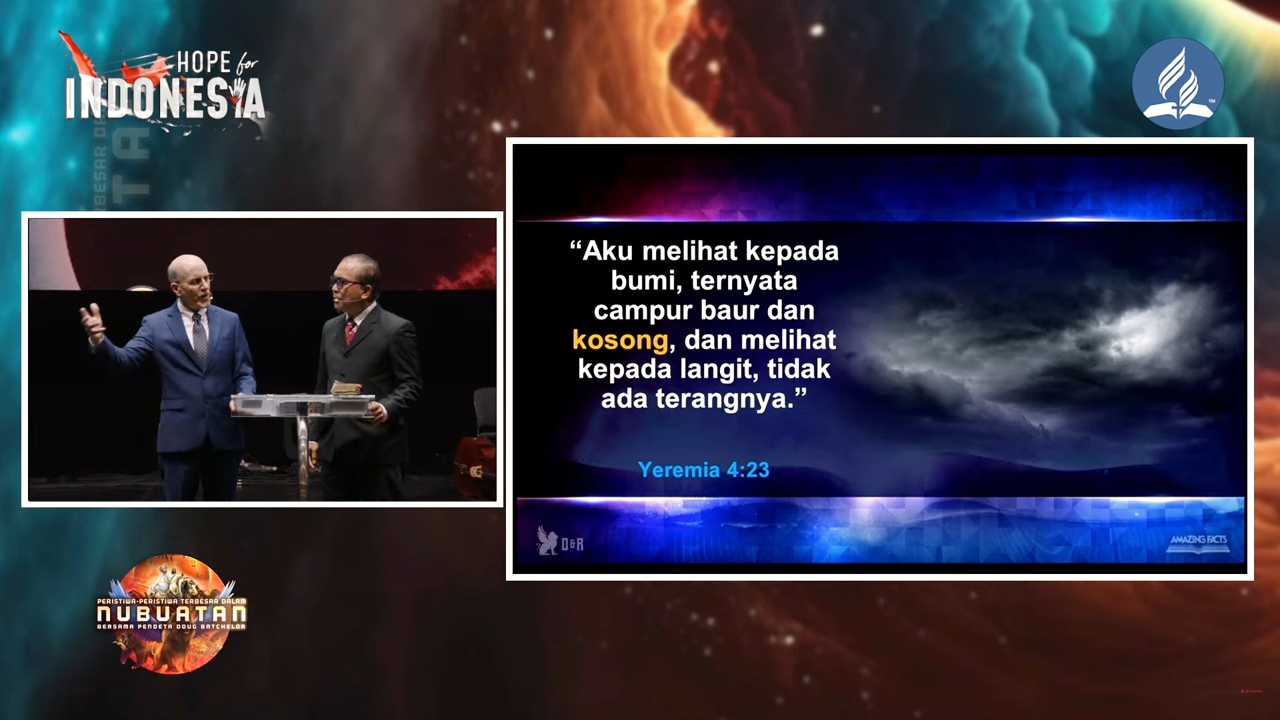 HOPE for
INDONESIA
“Aku melihat kepada
bumi, ternyata
campur baur dan
kosong, dan melihat
kepada langit, tidak
ada terangnya.”
Yeremia 4:23
D&R
AMAZING FACTS
PERISTIWA-PERISTIWA TERBESAR DALAM
NUBUATAN
BERSAMA PENDETA DOUG BATCHELOR